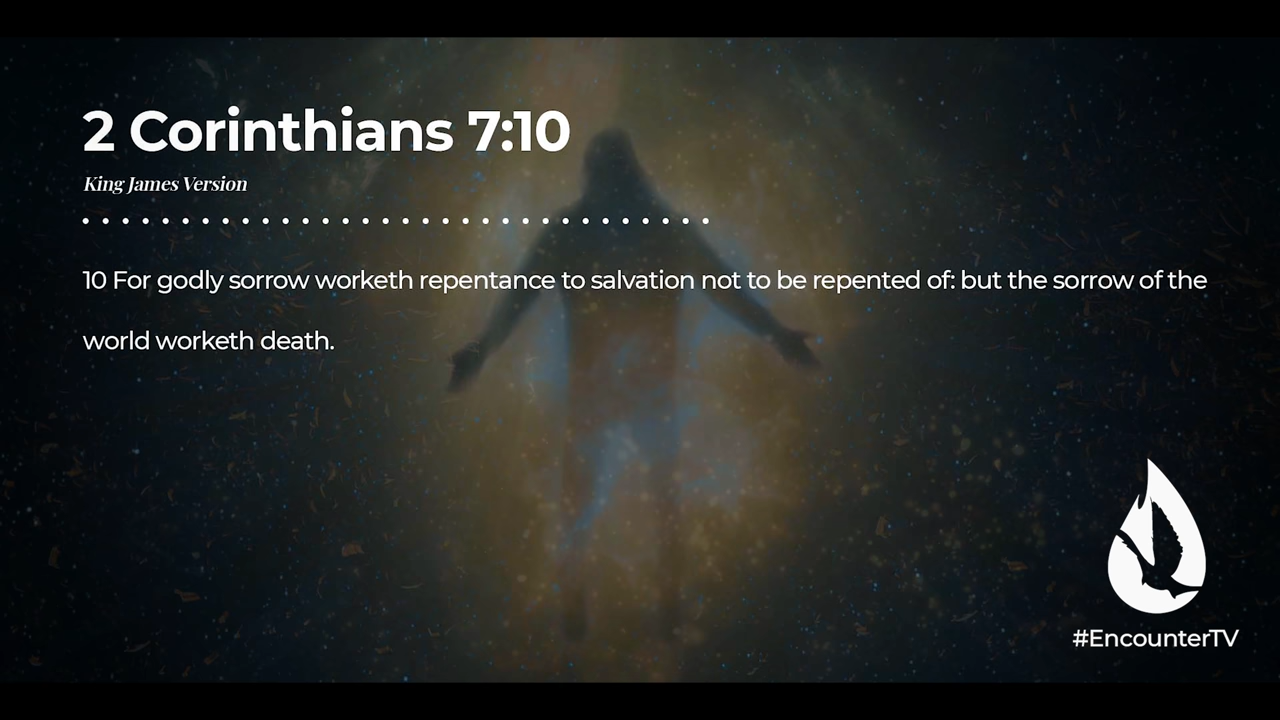 2 Corinthians 7:10
King James Version
10 For godly sorrow worketh repentance to salvation not to be repented of: but the sorrow of the
world worketh death.
#EncounterTV